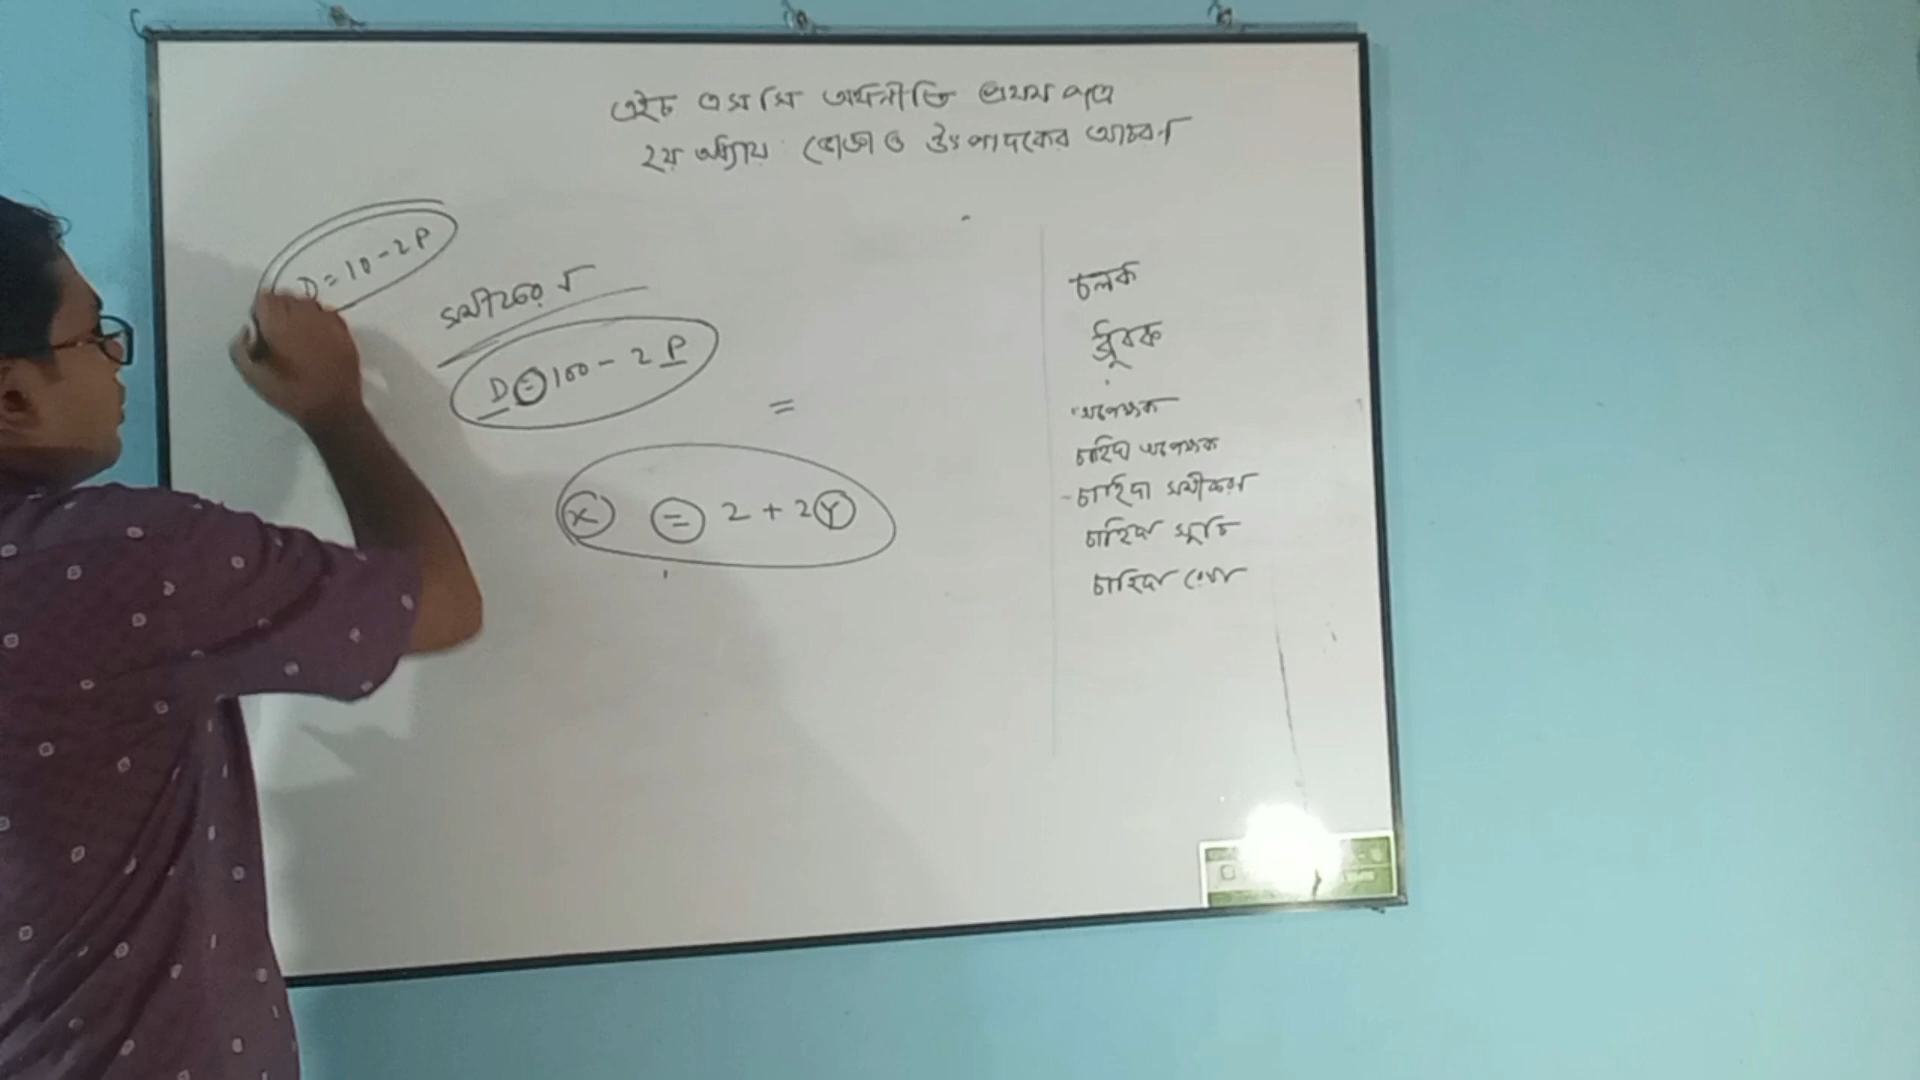 এইচ এস সি অর্থনীতি প্রথম পত্র
২য় অধ্যায় : ভোক্তা ও উৎপাদকের আচরণ
D = 10 - 2P
সমীকরণ
D = 100 - 2P
=
X = 2 + 2Y
চলক
ধ্রুবক
অপেক্ষক
চাহিদা অপেক্ষক
- চাহিদা সমীকরণ
চাহিদা সূচি
চাহিদা রেখা